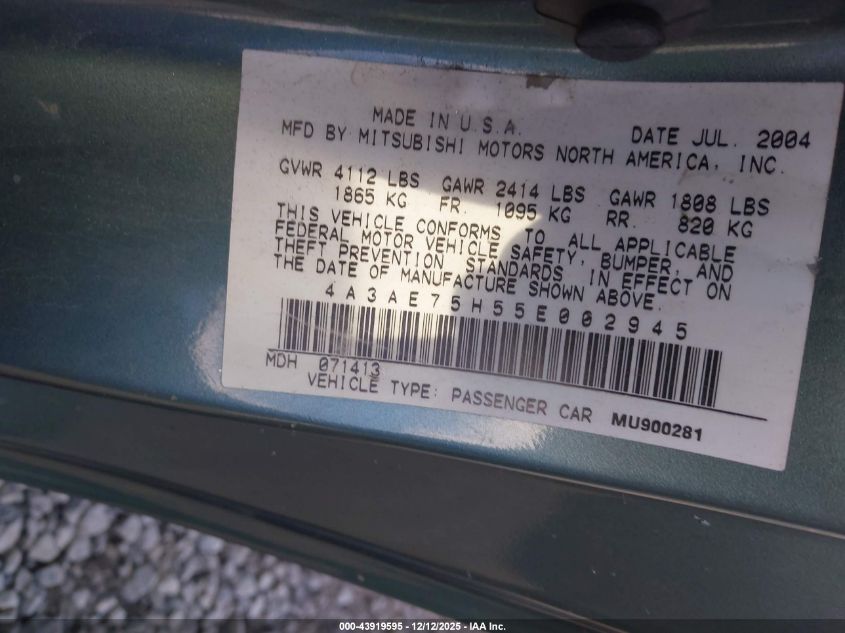 MADE IN U.S.A. DATE JUL. 2004
MFD BY MITSUBISHI MOTORS NORTH AMERICA, INC.
GVWR 4112 LBS GAWR 2414 LBS GAWR 1808 LBS
1865 KG FR. 1095 KG RR. 820 KG
THIS VEHICLE CONFORMS TO ALL APPLICABLE
FEDERAL MOTOR VEHICLE SAFETY, BUMPER, AND
THEFT PREVENTION STANDARDS IN EFFECT ON
THE DATE OF MANUFACTURE SHOWN ABOVE.
4A3AE75H55E002945
MDH 071413
VEHICLE TYPE: PASSENGER CAR MU900281
000-43919595 - 12/12/2025 - IAA Inc.